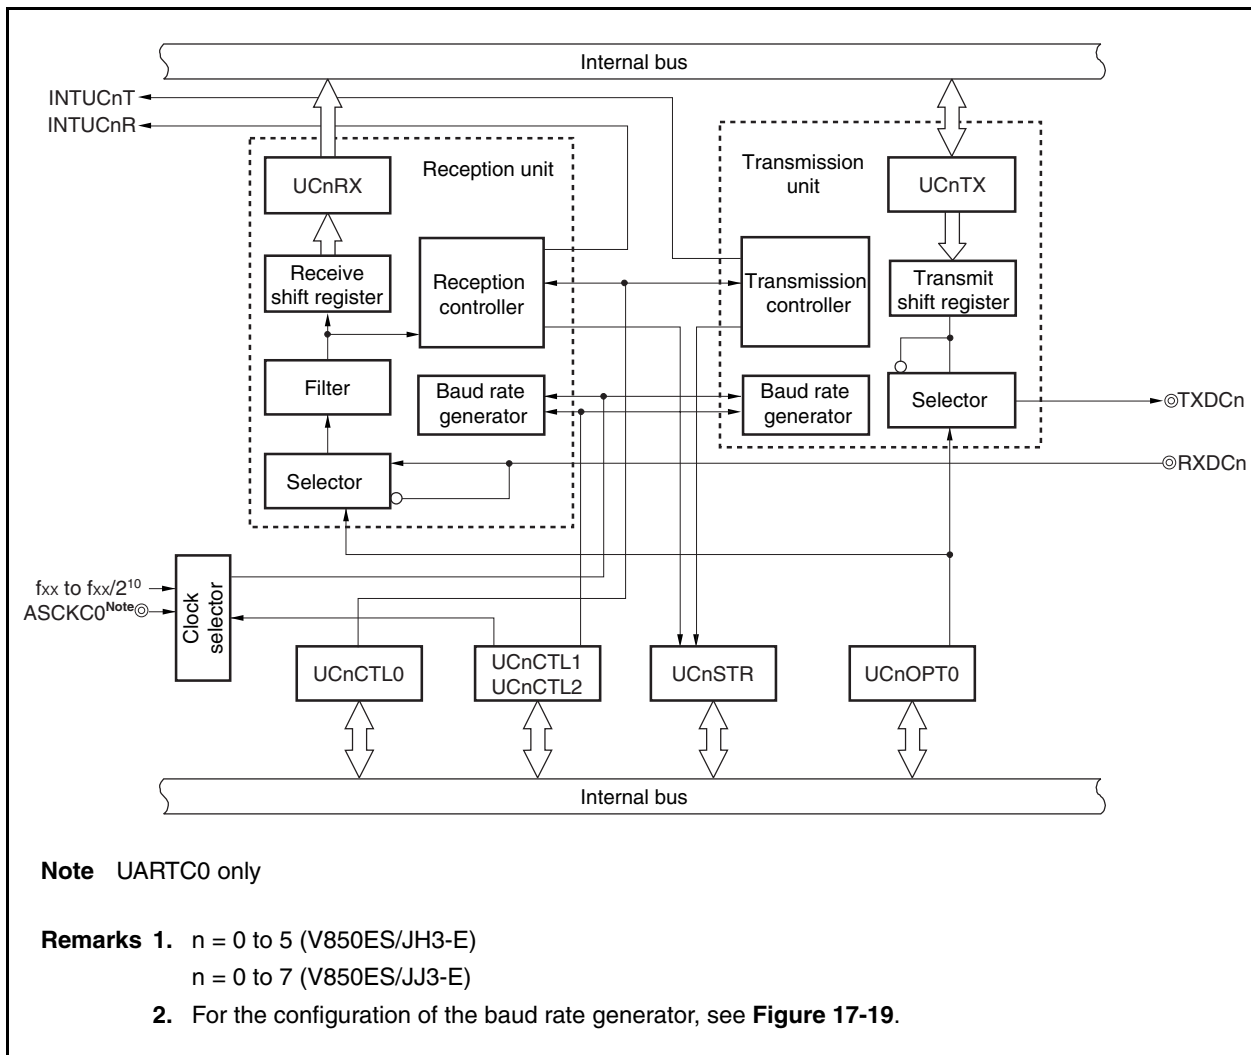 Internal bus
INTUCnT
INTUCnR
Reception unit
Transmission
unit
UCnRX
UCnTX
Receive
shift register
Reception
controller
Transmission
controller
Transmit
shift register
Filter
Baud rate
generator
Baud rate
generator
Selector
TXDCn
Selector
RXDCn
fxx to fxx/2¹⁰
ASCKC0Note
Clock
selector
UCnCTL0
UCnCTL1
UCnCTL2
UCnSTR
UCnOPT0
Internal bus
Note UARTC0 only
Remarks 1. n = 0 to 5 (V850ES/JH3-E)
n = 0 to 7 (V850ES/JJ3-E)
2. For the configuration of the baud rate generator, see Figure 17-19.